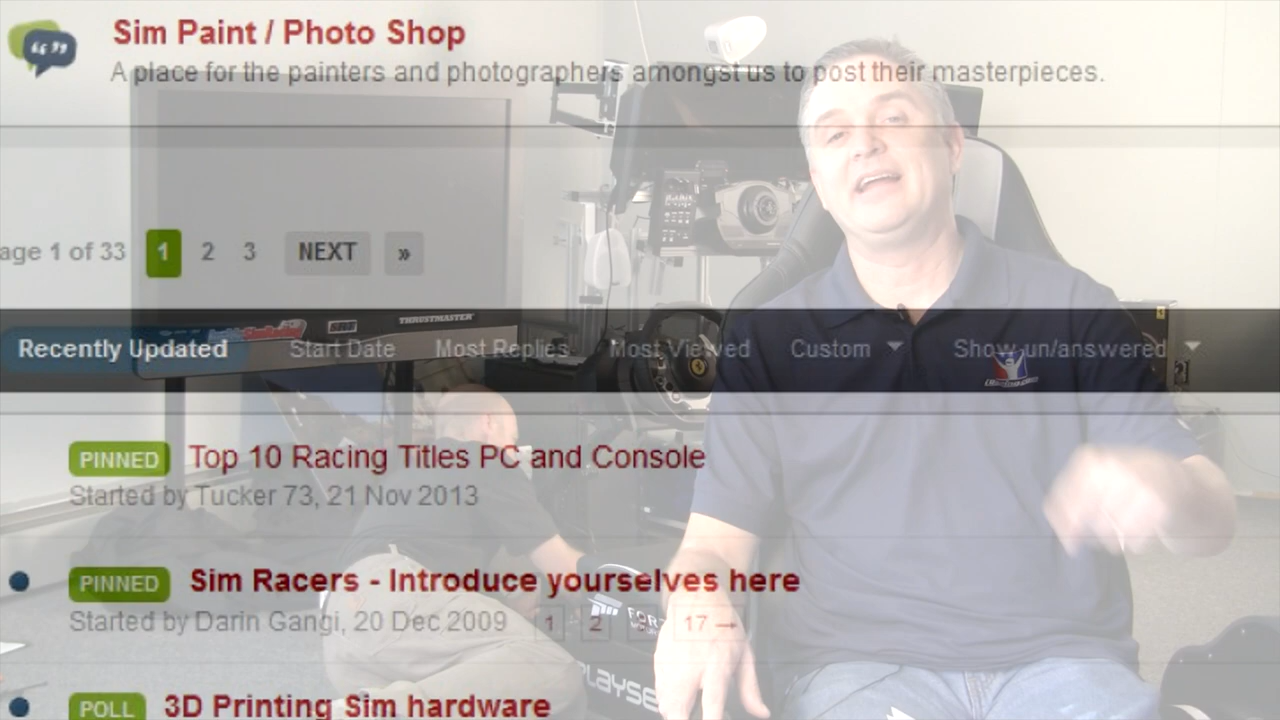 Sim Paint / Photo Shop
A place for the painters and photographers amongst us to post their masterpieces.
age 1 of 33 1 2 3 NEXT »
THRUSTMASTER
Recently Updated Start Date Most Replies Most Viewed Custom Show un/answered
PINNED Top 10 Racing Titles PC and Console
Started by Tucker 73, 21 Nov 2013
PINNED Sim Racers - Introduce yourselves here
Started by Darin Gangi, 20 Dec 2009 1 2 3 17 →
FORZ
PLAYSE
POLL 3D Printing Sim hardware